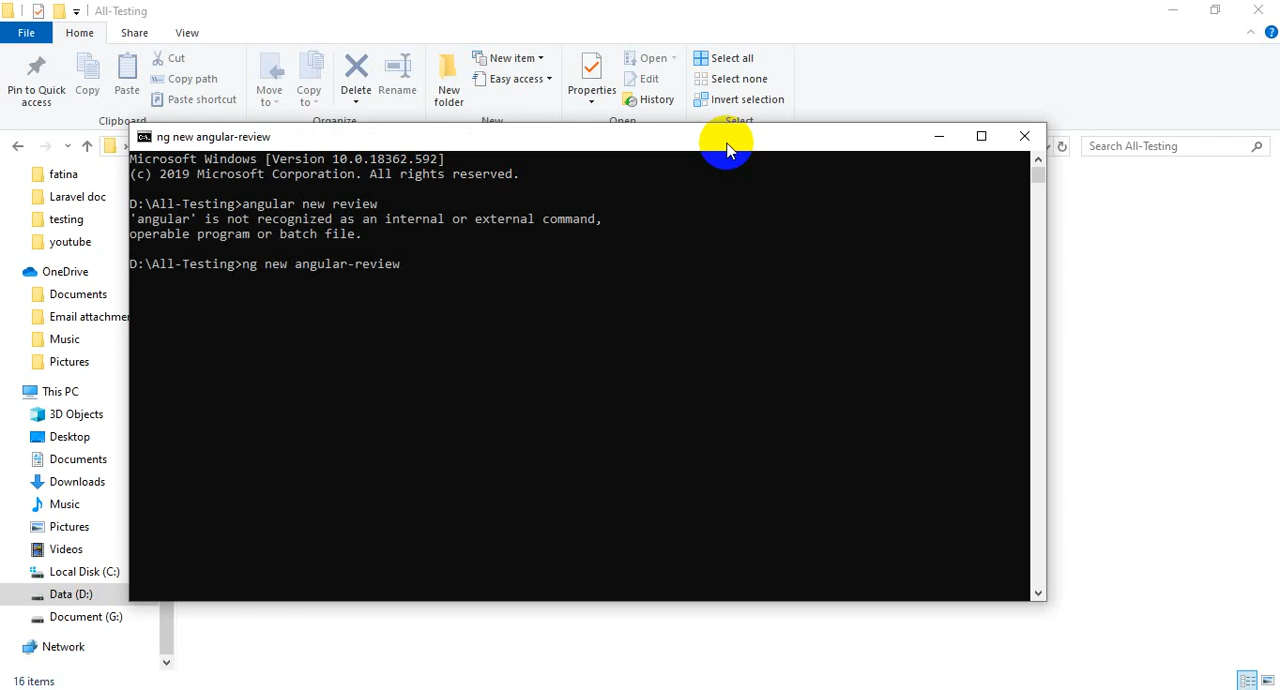 All-Testing
File Home Share View
Pin to Quick access
Copy
Paste
Cut
Copy path
Paste shortcut
Move to
Copy to
Delete
Rename
New folder
New item
Easy access
Properties
Open
Edit
History
Select all
Select none
Invert selection
Clipboard
Organize
New
Open
Select
ng new angular-review
Search All-Testing
Microsoft Windows [Version 10.0.18362.592]
(c) 2019 Microsoft Corporation. All rights reserved.
D:\All-Testing>angular new review
'angular' is not recognized as an internal or external command,
operable program or batch file.
D:\All-Testing>ng new angular-review
fatina
Laravel doc
testing
youtube
OneDrive
Documents
Email attachme
Music
Pictures
This PC
3D Objects
Desktop
Documents
Downloads
Music
Pictures
Videos
Local Disk (C:)
Data (D:)
Document (G:)
Network
16 items